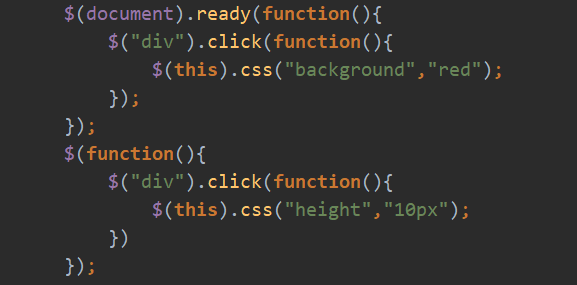 $(document).ready(function(){
    $("div").click(function(){
        $(this).css("background","red");
    });
});
$(function(){
    $("div").click(function(){
        $(this).css("height","10px");
    })
});